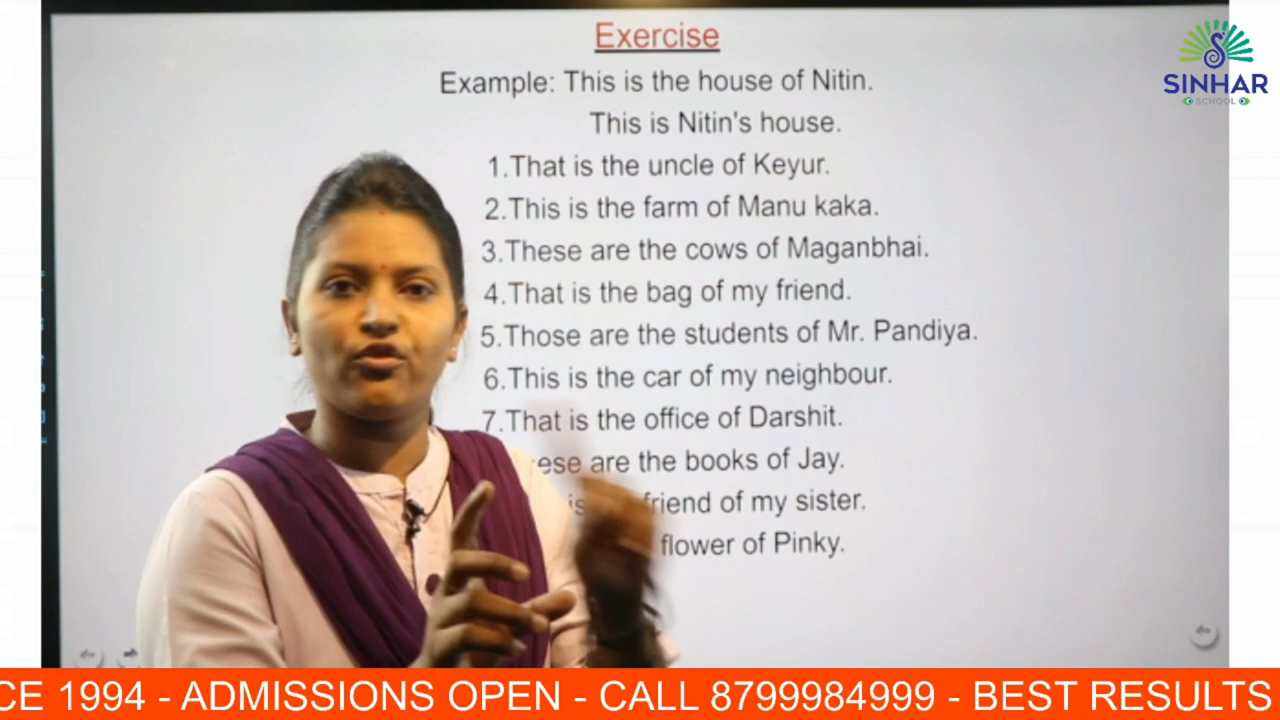 Exercise
SINHAR
SCHOOL
Example: This is the house of Nitin.
This is Nitin's house.
1.That is the uncle of Keyur.
2.This is the farm of Manu kaka.
3.These are the cows of Maganbhai.
4.That is the bag of my friend.
5.Those are the students of Mr. Pandiya.
6.This is the car of my neighbour.
7.That is the office of Darshit.
are the books of Jay.
friend of my sister.
flower of Pinky.
CE 1994 - ADMISSIONS OPEN - CALL 8799984999 - BEST RESULTS